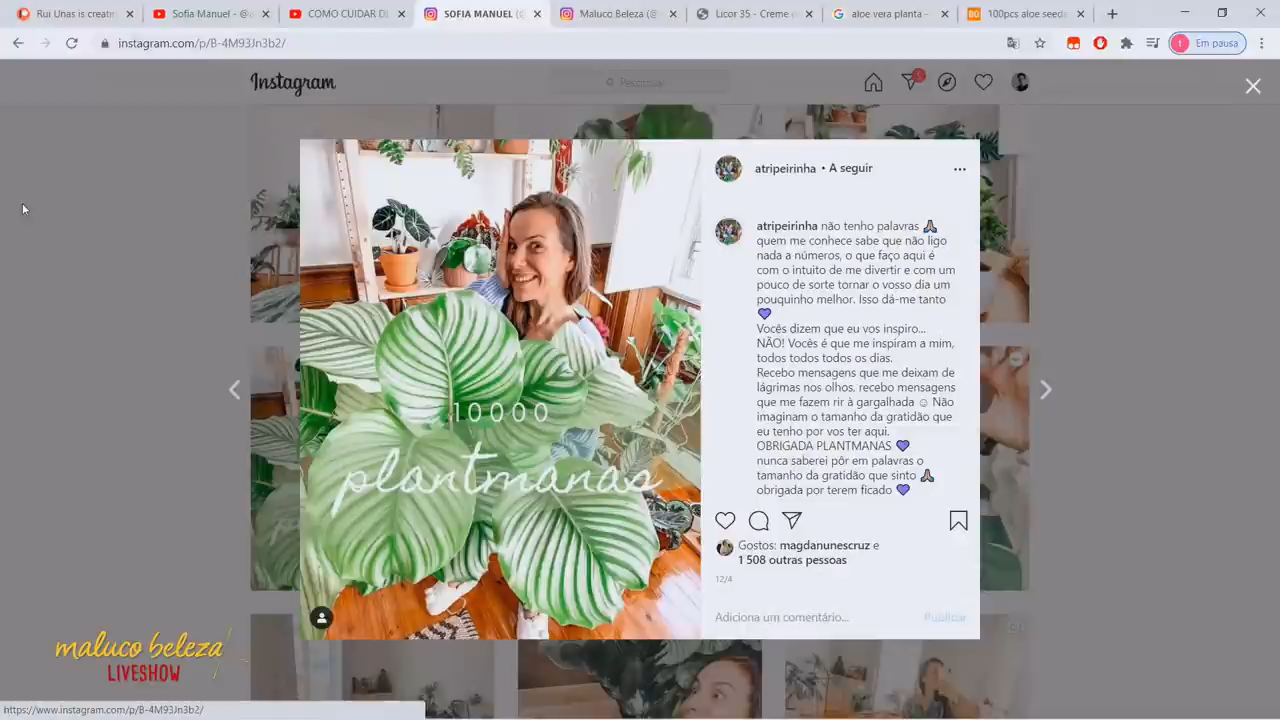 Rui Unas is creatin
Sofia Manuel - @a
COMO CUIDAR D
SOFIA MANUEL (@
Maluco Beleza (@
Licor 35 - Creme e
aloe vera planta -
100pcs aloe seede
instagram.com/p/B-4M93Jn3b2/
Em pausa
Instagram
Pesquisar
atripeirinha • A seguir
atripeirinha não tenho palavras 🙏🏽
quem me conhece sabe que não ligo
nada a números, o que faço aqui é
com o intuito de me divertir e com um
pouco de sorte tornar o vosso dia um
pouquinho melhor. Isso dá-me tanto
💜
Vocês dizem que eu vos inspiro...
NÃO! Vocês é que me inspiram a mim,
todos todos todos os dias.
Recebo mensagens que me deixam de
lágrimas nos olhos, recebo mensagens
que me fazem rir à gargalhada ☺ Não
imaginam o tamanho da gratidão que
eu tenho por vos ter aqui.
OBRIGADA PLANTMANAS 💜
nunca saberei pôr em palavras o
tamanho da gratidão que sinto 🙏🏽
obrigada por terem ficado 💜
10000
plantmanas
Gostos: magdanunescruz e
1 508 outras pessoas
12/4
Adiciona um comentário...
Publicar
maluco beleza
LIVESHOW
https://www.instagram.com/p/B-4M93Jn3b2/